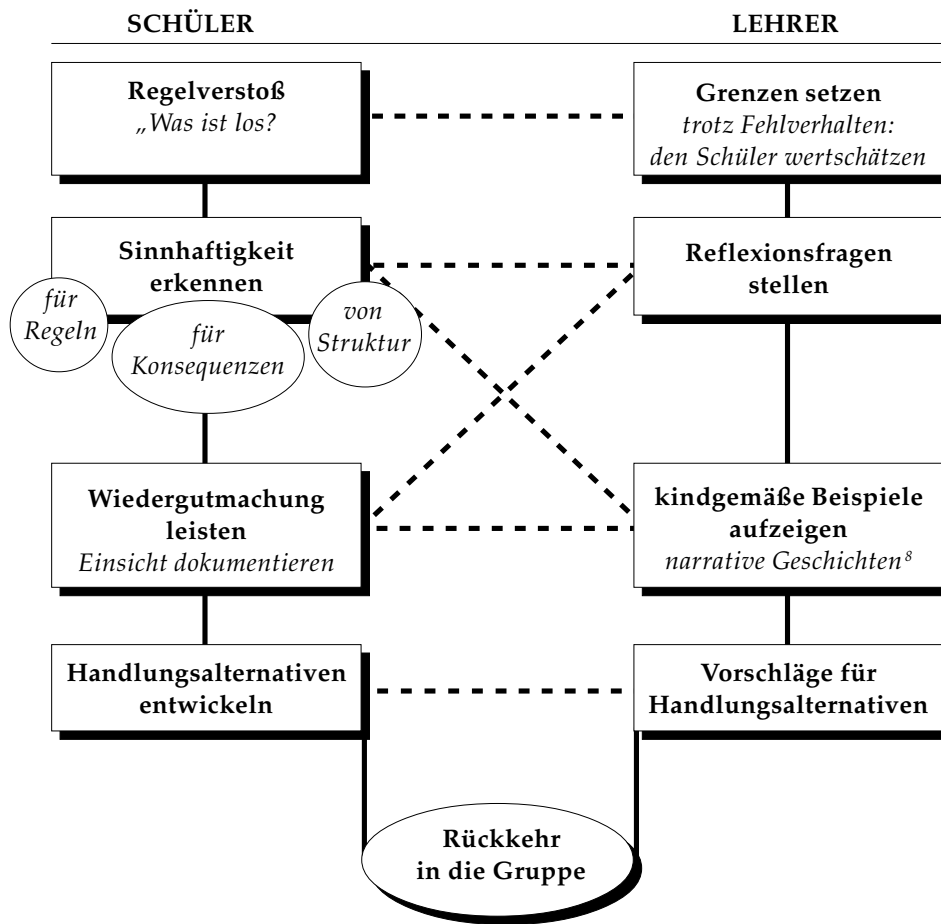 SCHÜLER
LEHRER
Regelverstoß
„Was ist los?
Grenzen setzen
trotz Fehlverhalten:
den Schüler wertschätzen
Sinnhaftigkeit
erkennen
für
Regeln
für
Konsequenzen
von
Struktur
Reflexionsfragen
stellen
Wiedergutmachung
leisten
Einsicht dokumentieren
kindgemäße Beispiele
aufzeigen
narrative Geschichten⁸
Handlungsalternativen
entwickeln
Vorschläge für
Handlungsalternativen
Rückkehr
in die Gruppe